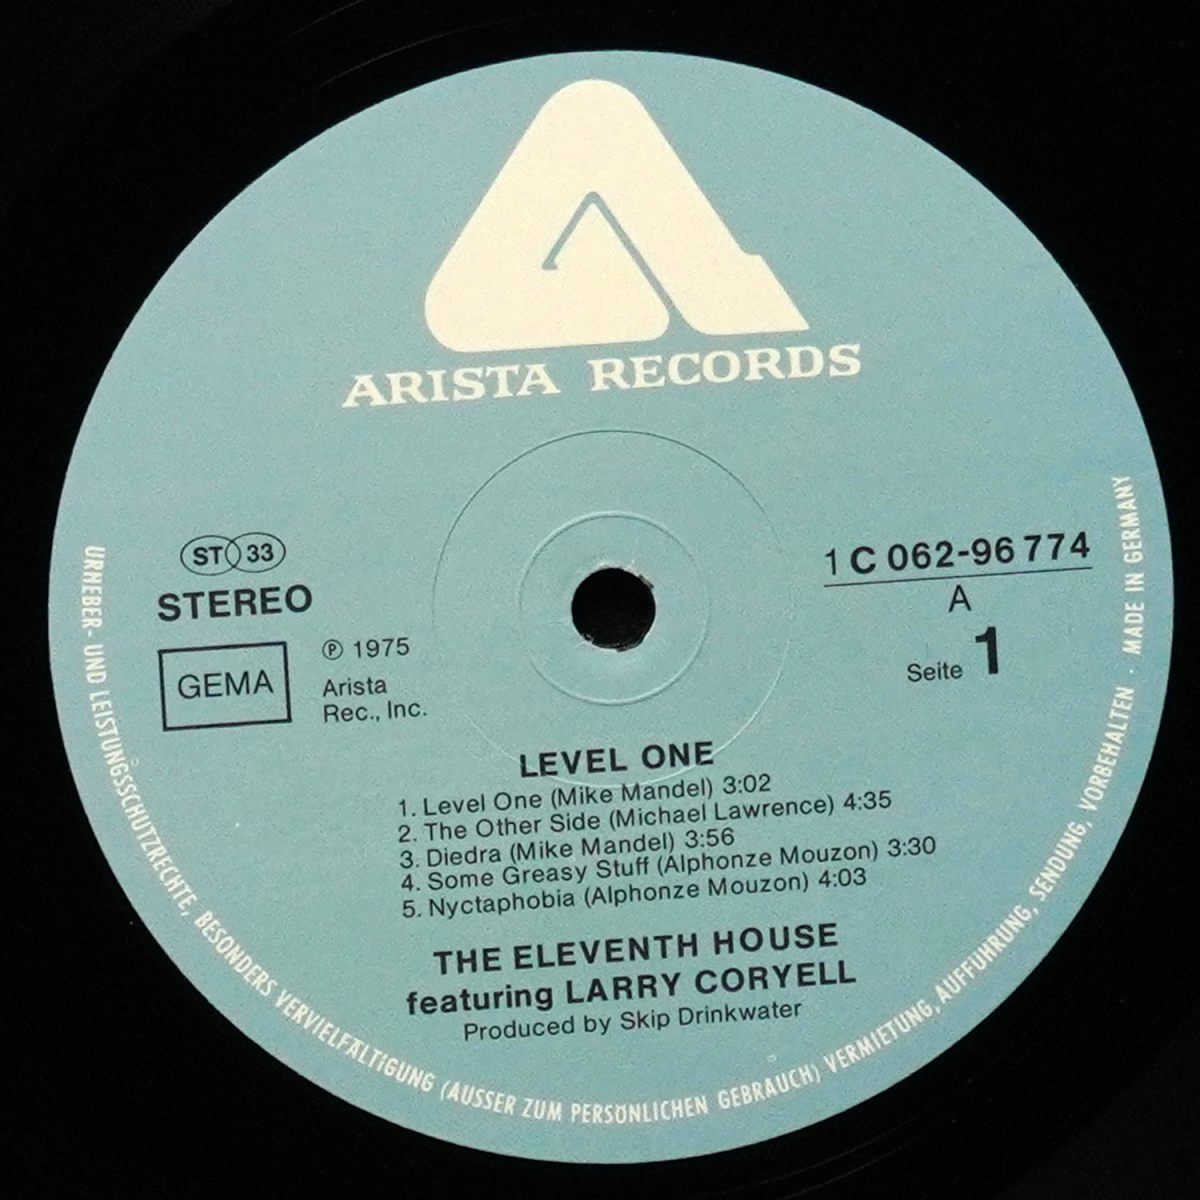 ARISTA RECORDS
ST 33
STEREO
GEMA
℗ 1975
Arista
Rec., Inc.
1 C 062-96 774
A
Seite 1
LEVEL ONE
1. Level One (Mike Mandel) 3:02
2. The Other Side (Michael Lawrence) 4:35
3. Diedra (Mike Mandel) 3:56
4. Some Greasy Stuff (Alphonze Mouzon) 3:30
5. Nyctaphobia (Alphonze Mouzon) 4:03
THE ELEVENTH HOUSE
featuring LARRY CORYELL
Produced by Skip Drinkwater
URHEBER- UND LEISTUNGSSCHUTZRECHTE, BESONDERS VERVIELFÄLTIGUNG (AUSSER ZUM PERSÖNLICHEN GEBRAUCH) VERMIETUNG, AUFFÜHRUNG, SENDUNG, VORBEHALTEN · MADE IN GERMANY